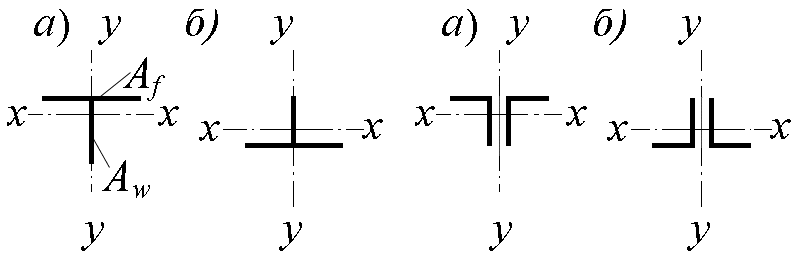 а) y б) y а) y б) y
A_f
x x x x x x x x
A_w
y y y y